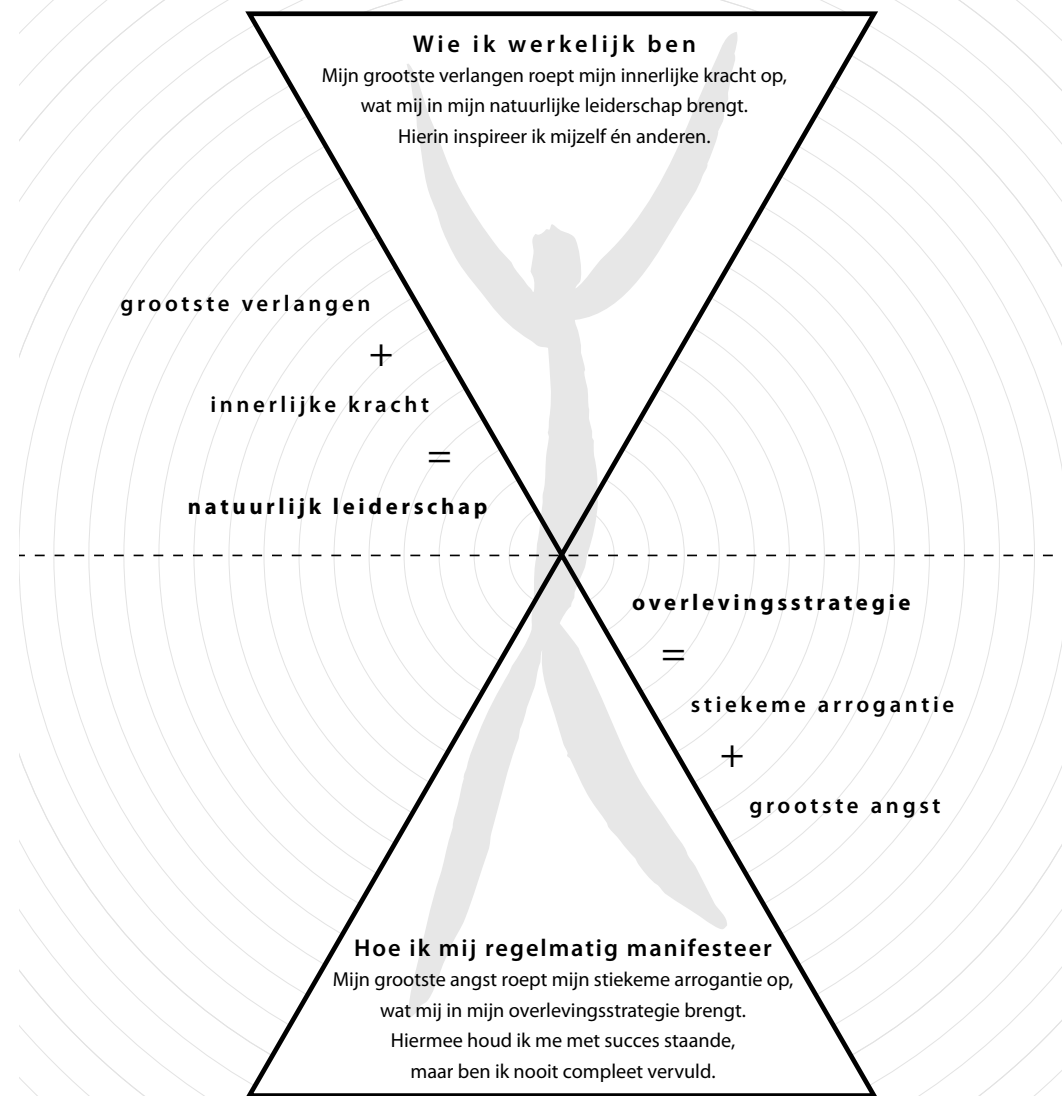 Wie ik werkelijk ben
Mijn grootste verlangen roept mijn innerlijke kracht op,
wat mij in mijn natuurlijke leiderschap brengt.
Hierin inspireer ik mijzelf én anderen.
grootste verlangen
+
innerlijke kracht
=
natuurlijk leiderschap
overlevingsstrategie
=
stiekeme arrogantie
+
grootste angst
Hoe ik mij regelmatig manifesteer
Mijn grootste angst roept mijn stiekeme arrogantie op,
wat mij in mijn overlevingsstrategie brengt.
Hiermee houd ik me met succes staande,
maar ben ik nooit compleet vervuld.